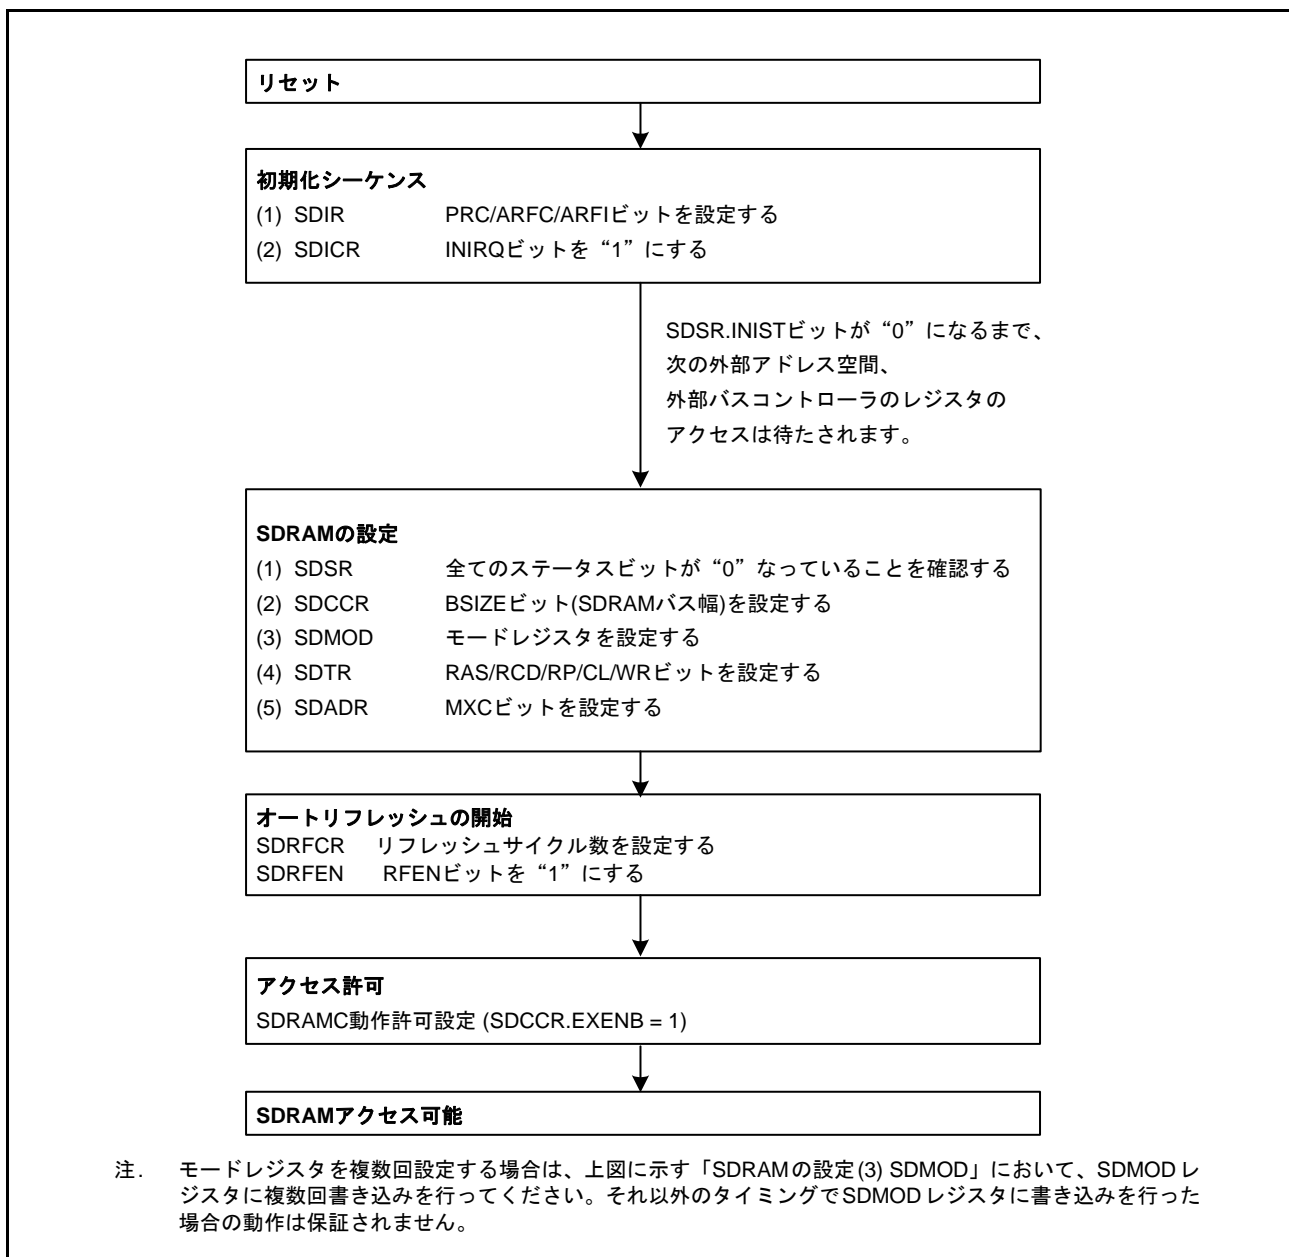 リセット
初期化シーケンス
(1) SDIR PRC/ARFC/ARFIビットを設定する
(2) SDICR INIRQビットを“1”にする
SDSR.INISTビットが“0”になるまで、
次の外部アドレス空間、
外部バスコントローラのレジスタの
アクセスは待たされます。
SDRAMの設定
(1) SDSR 全てのステータスビットが“0”なっていることを確認する
(2) SDCCR BSIZEビット(SDRAMバス幅)を設定する
(3) SDMOD モードレジスタを設定する
(4) SDTR RAS/RCD/RP/CL/WRビットを設定する
(5) SDADR MXCビットを設定する
オートリフレッシュの開始
SDRFCR リフレッシュサイクル数を設定する
SDRFEN RFENビットを“1”にする
アクセス許可
SDRAMC動作許可設定 (SDCCR.EXENB = 1)
SDRAMアクセス可能
注. モードレジスタを複数回設定する場合は、上図に示す「SDRAMの設定(3) SDMOD」において、SDMODレ
ジスタに複数回書き込みを行ってください。それ以外のタイミングでSDMODレジスタに書き込みを行った
場合の動作は保証されません。